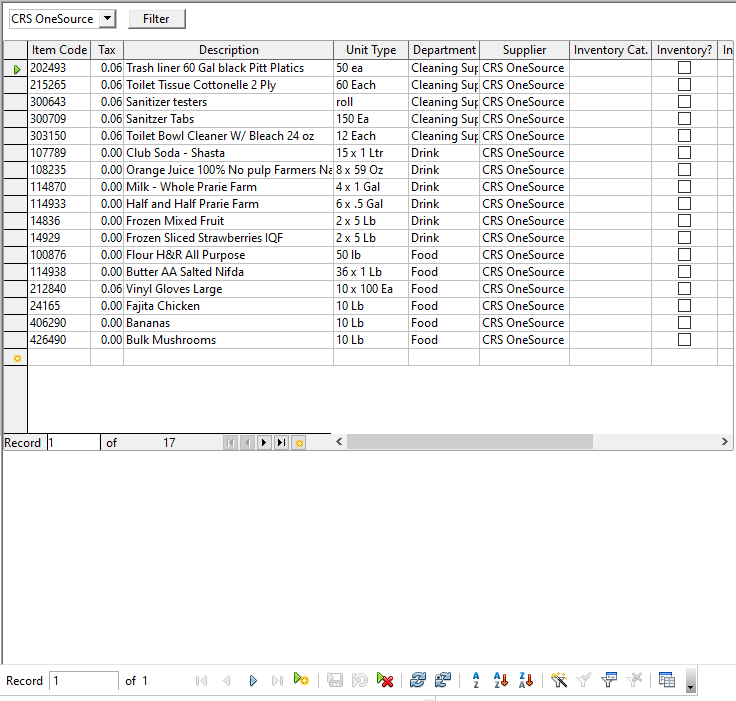 CRS OneSource Filter
Item Code Tax Description Unit Type Department Supplier Inventory Cat. Inventory? In
202493 0.06 Trash liner 60 Gal black Pitt Platics 50 ea Cleaning Sup CRS OneSource
215265 0.06 Toilet Tissue Cottonelle 2 Ply 60 Each Cleaning Sup CRS OneSource
300643 0.06 Sanitizer testers roll Cleaning Sup CRS OneSource
300709 0.06 Sanitzer Tabs 150 Ea Cleaning Sup CRS OneSource
303150 0.06 Toilet Bowl Cleaner W/ Bleach 24 oz 12 Each Cleaning Sup CRS OneSource
107789 0.00 Club Soda - Shasta 15 x 1 Ltr Drink CRS OneSource
108235 0.00 Orange Juice 100% No pulp Farmers Na 8 x 59 Oz Drink CRS OneSource
114870 0.00 Milk - Whole Prarie Farm 4 x 1 Gal Drink CRS OneSource
114933 0.00 Half and Half Prarie Farm 6 x .5 Gal Drink CRS OneSource
14836 0.00 Frozen Mixed Fruit 2 x 5 Lb Drink CRS OneSource
14929 0.00 Frozen Sliced Strawberries IQF 2 x 5 Lb Drink CRS OneSource
100876 0.00 Flour H&R All Purpose 50 lb Food CRS OneSource
114938 0.00 Butter AA Salted Nifda 36 x 1 Lb Food CRS OneSource
212840 0.06 Vinyl Gloves Large 10 x 100 Ea Food CRS OneSource
24165 0.00 Fajita Chicken 10 Lb Food CRS OneSource
406290 0.00 Bananas 10 Lb Food CRS OneSource
426490 0.00 Bulk Mushrooms 10 Lb Food CRS OneSource
Record 1 of 17
Record 1 of 1